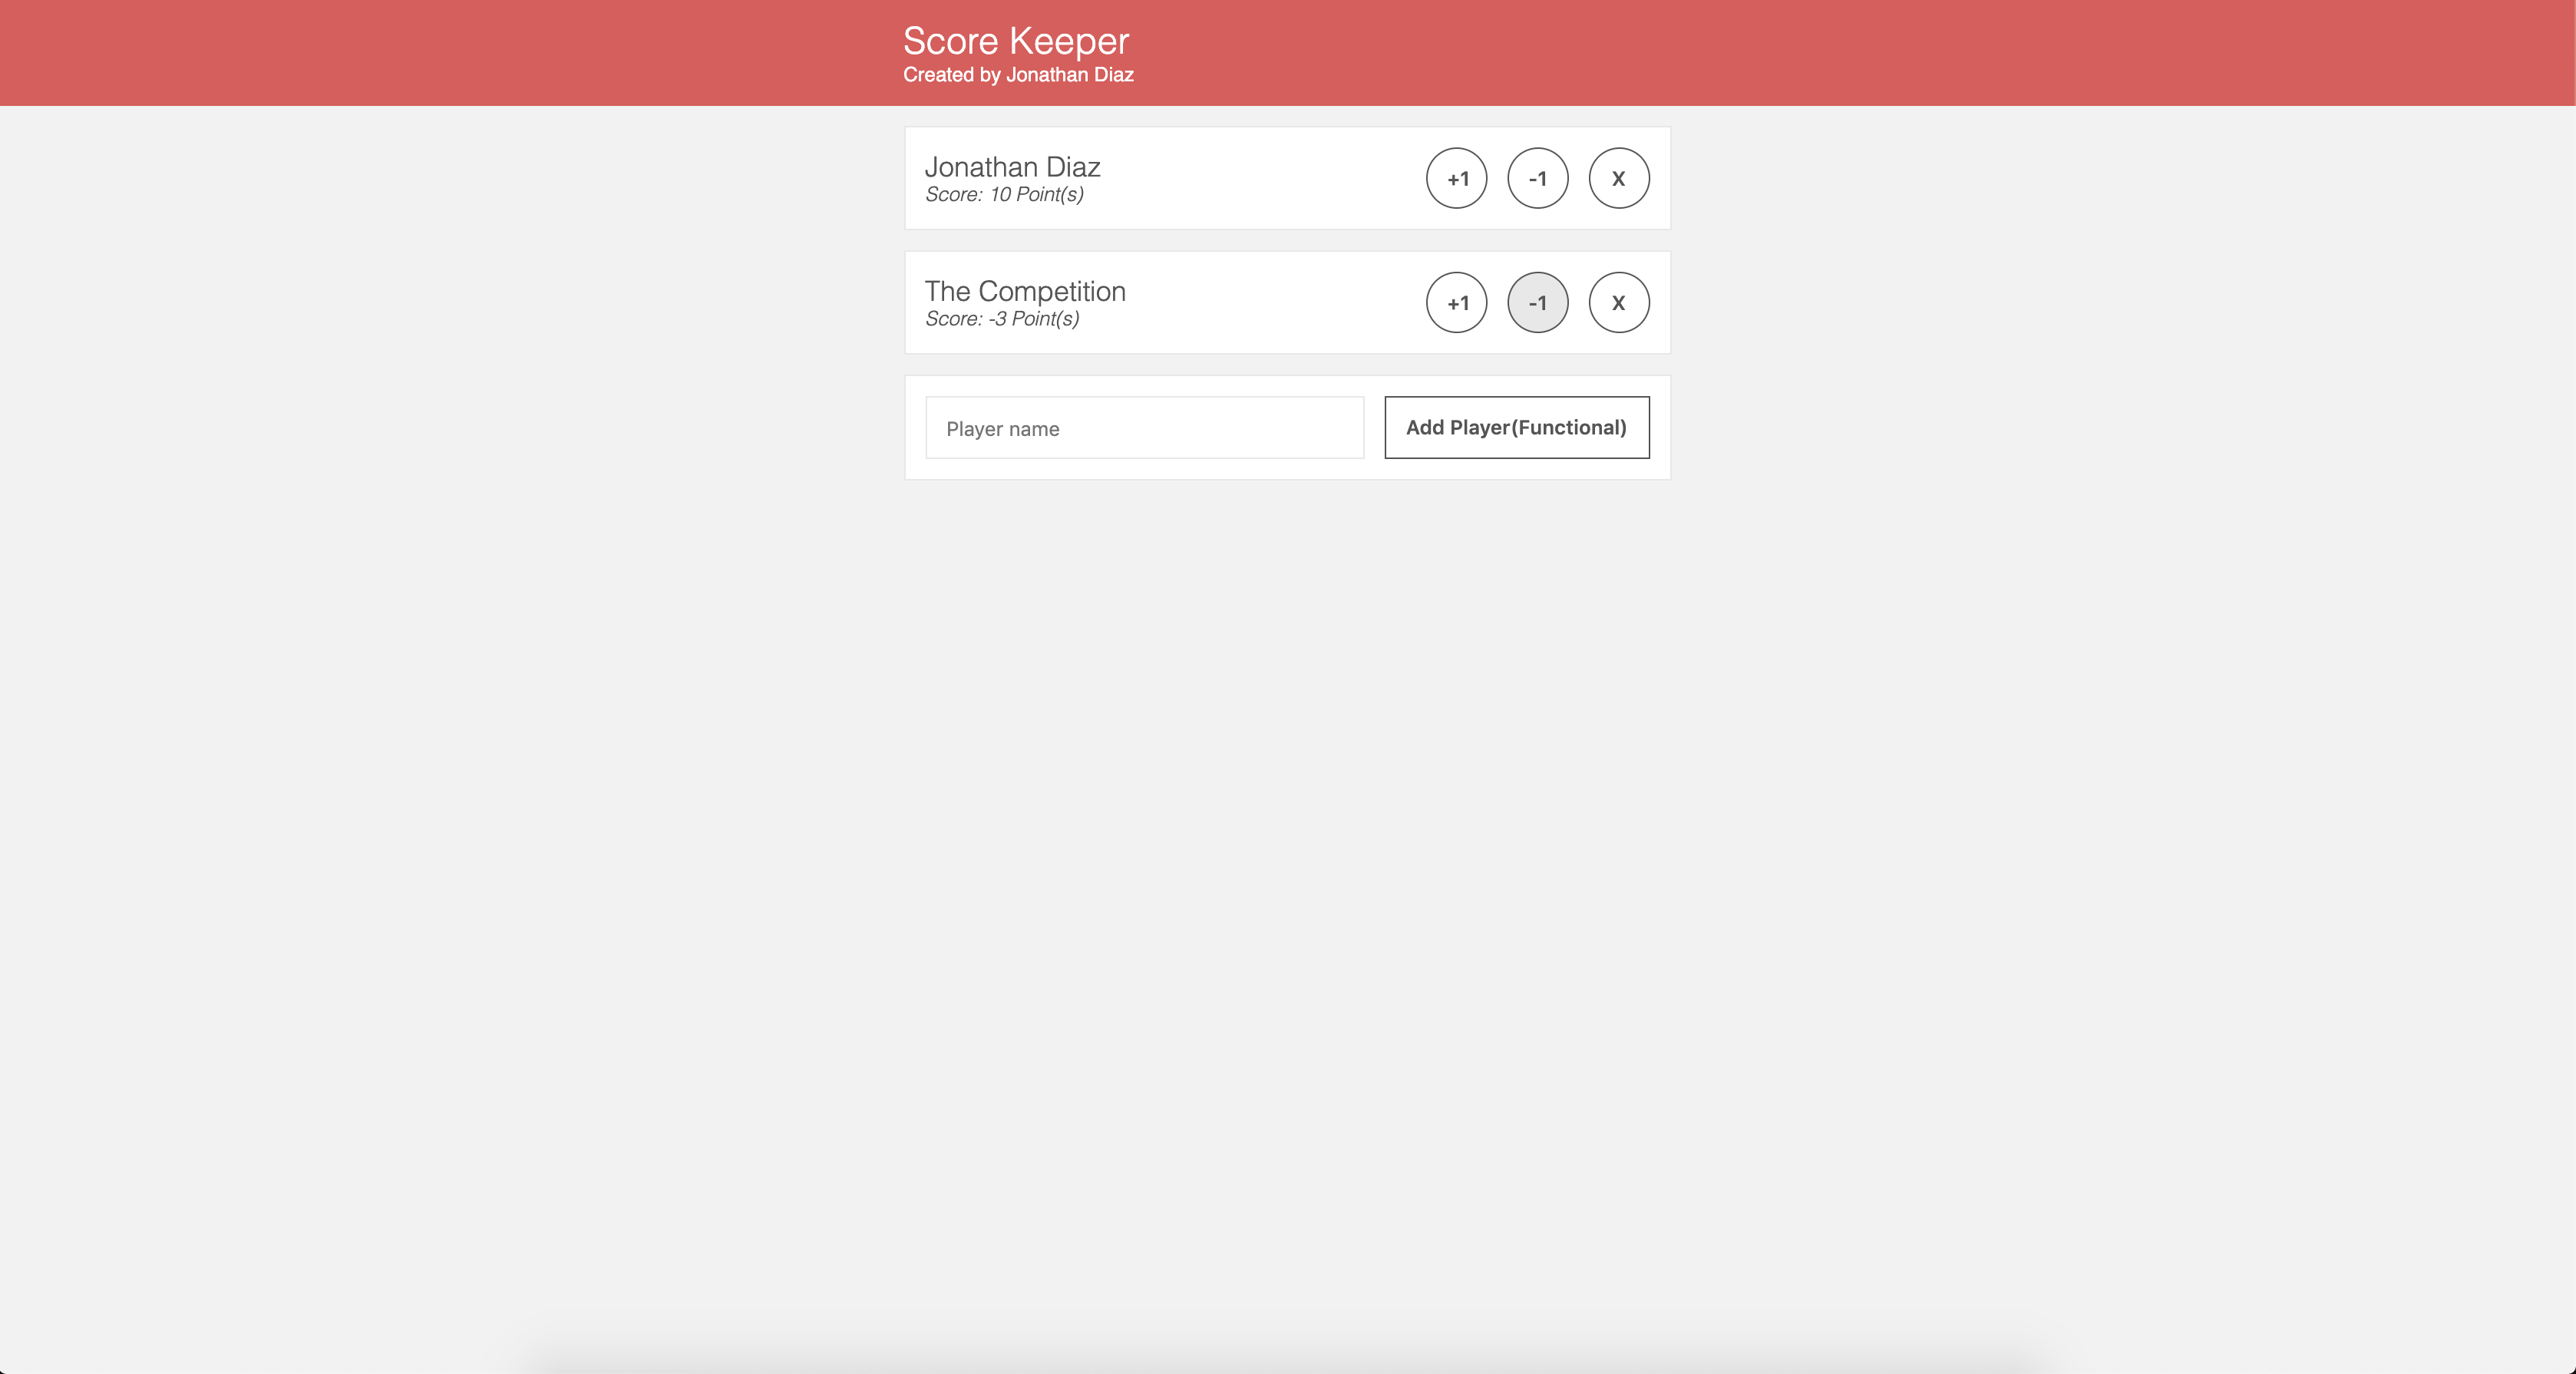 Score Keeper
Created by Jonathan Diaz
Jonathan Diaz
Score: 10 Point(s)
+1 -1 X
The Competition
Score: -3 Point(s)
+1 -1 X
Player name
Add Player(Functional)